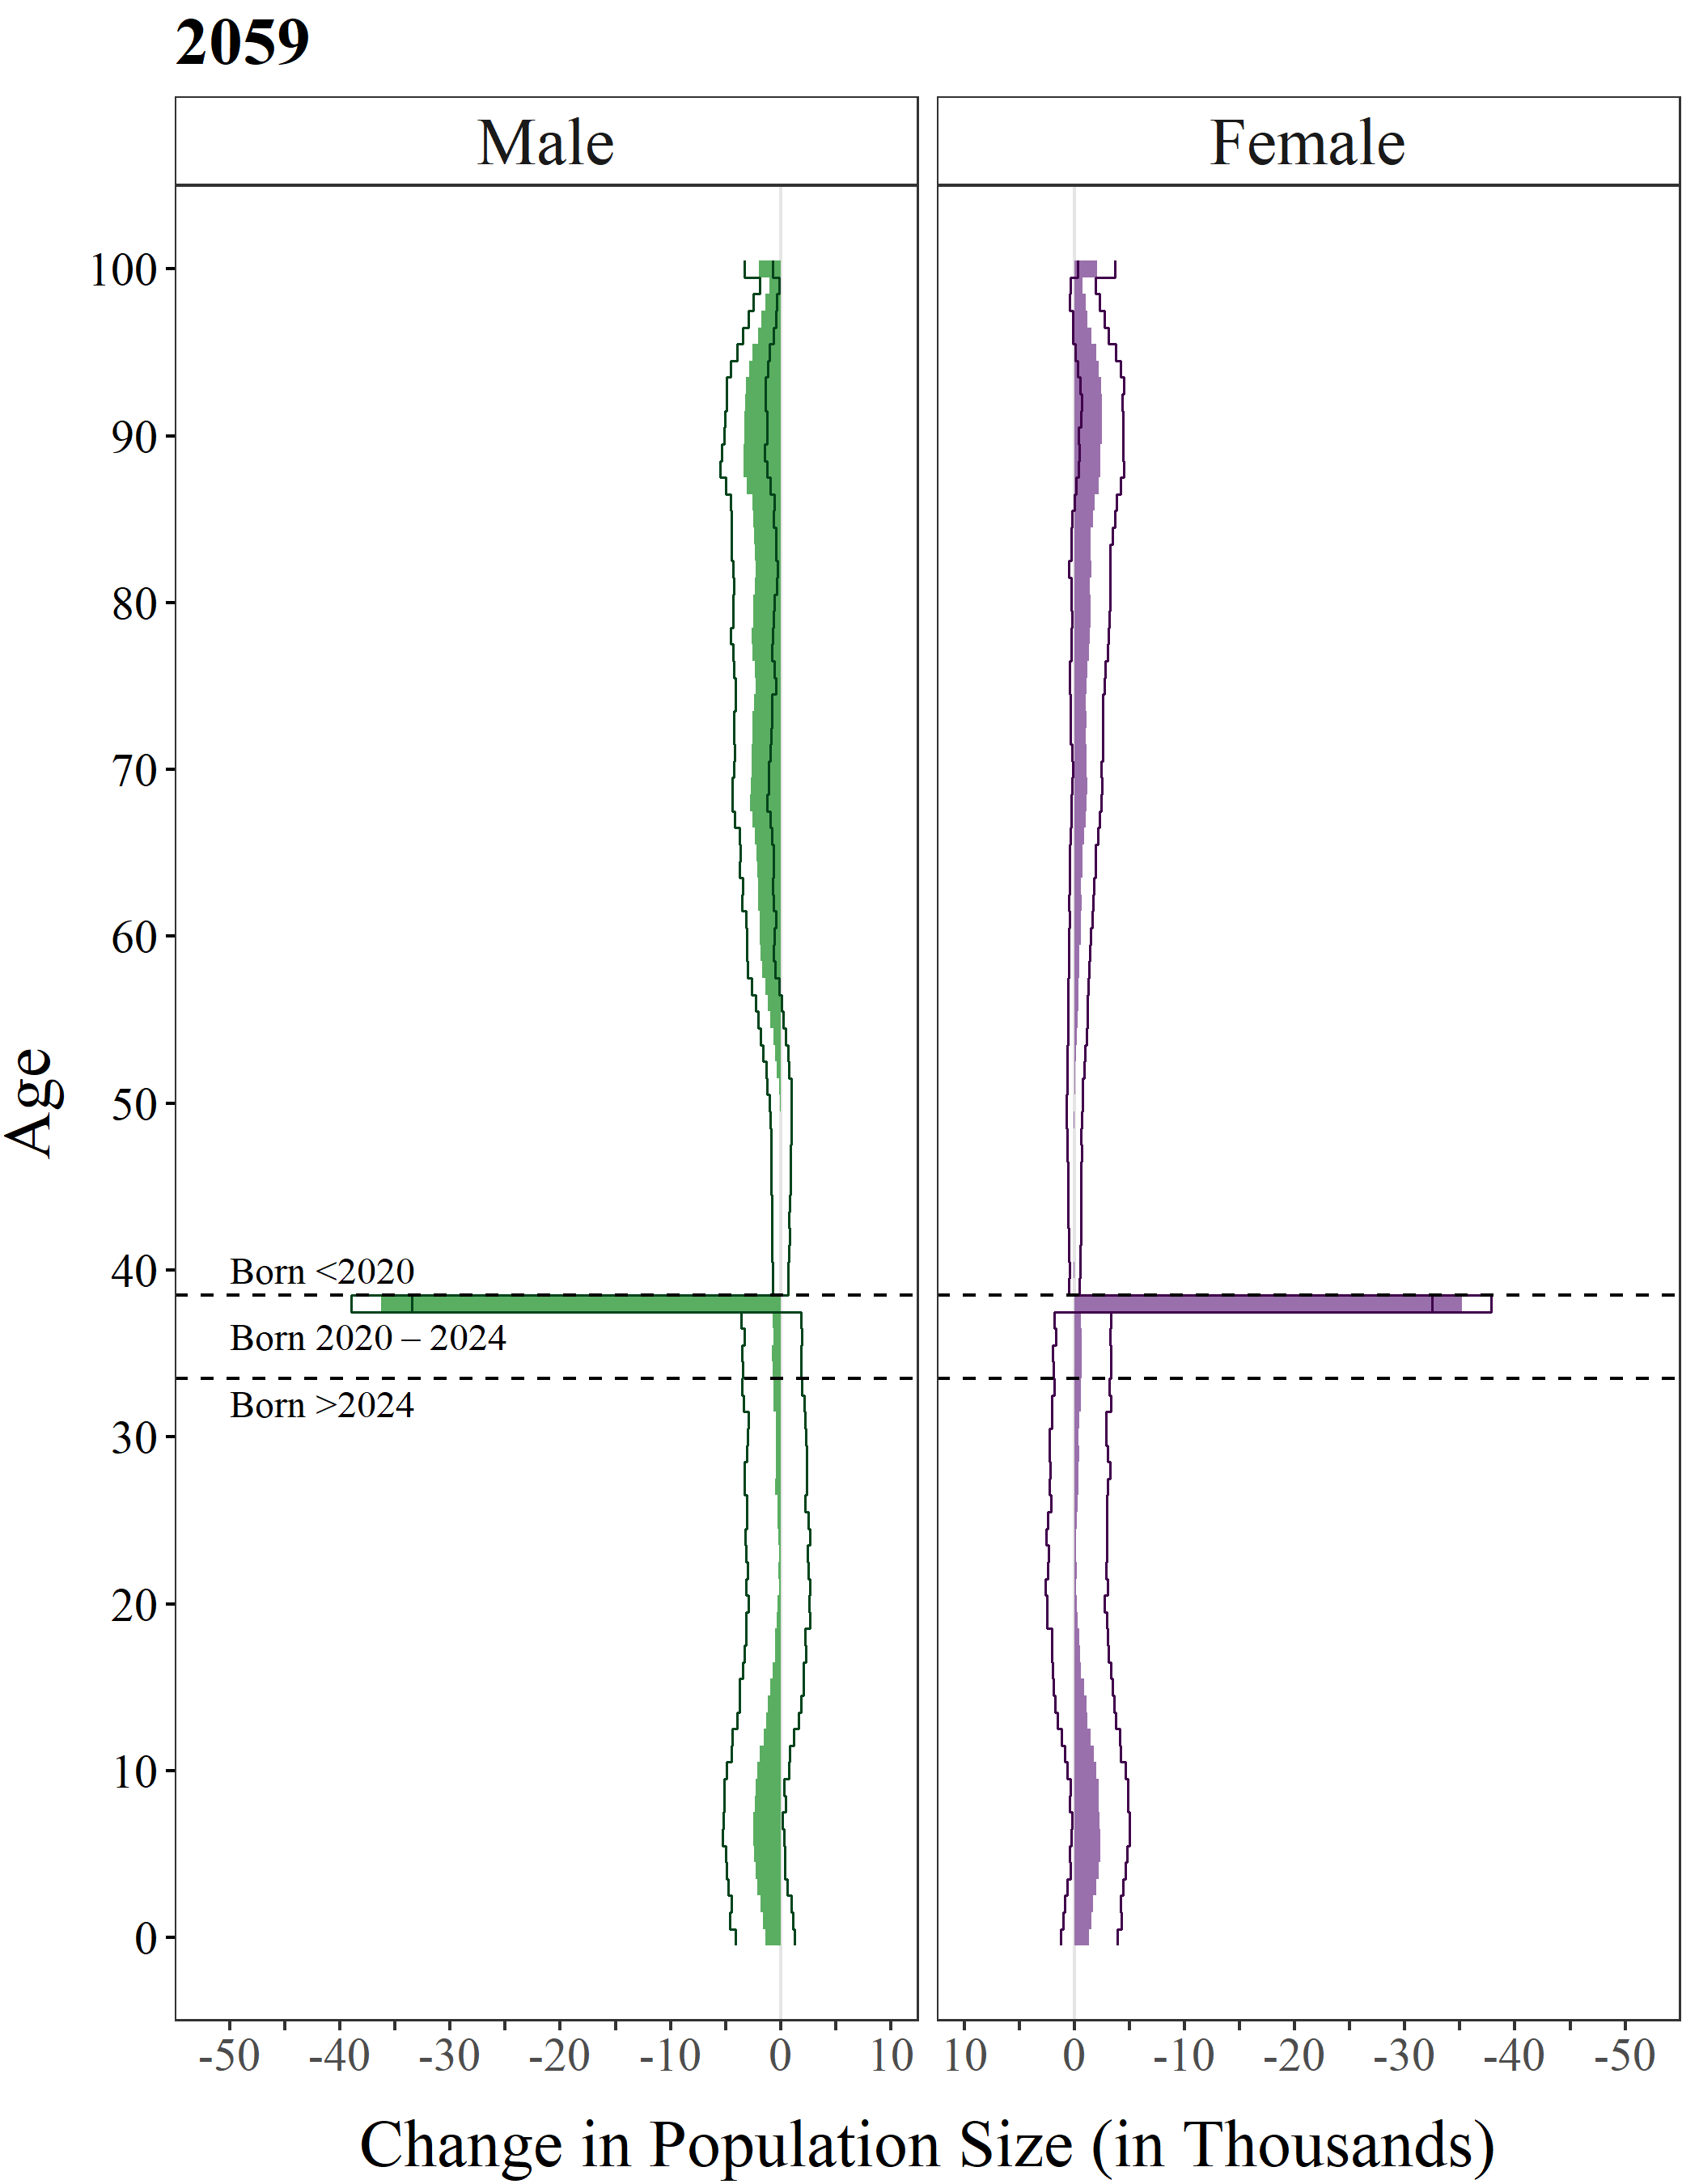 2059
Male Female
100
90
80
70
60
50
40
30
20
10
0
Age
Born <2020
Born 2020 – 2024
Born >2024
-50 -40 -30 -20 -10 0 10 10 0 -10 -20 -30 -40 -50
Change in Population Size (in Thousands)